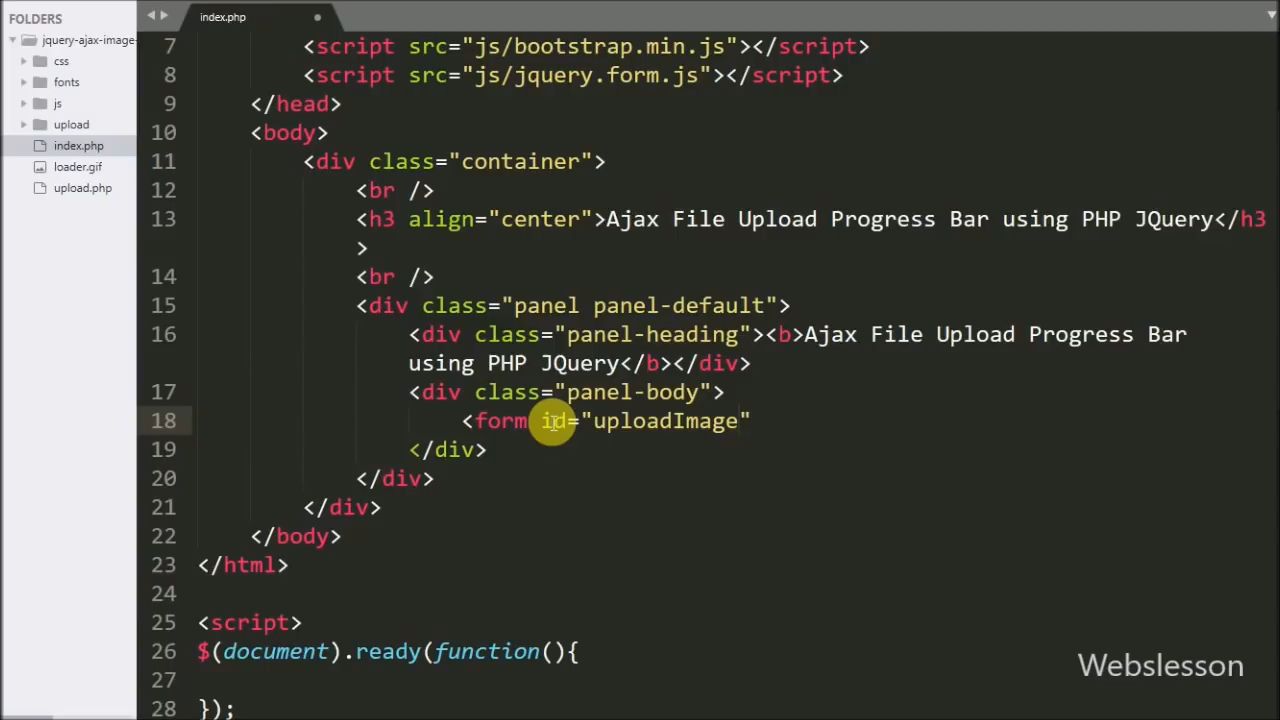 FOLDERS
jquery-ajax-image-
css
fonts
js
upload
index.php
loader.gif
upload.php
index.php
7 <script src="js/bootstrap.min.js"></script>
8 <script src="js/jquery.form.js"></script>
9 </head>
10 <body>
11 <div class="container">
12 <br />
13 <h3 align="center">Ajax File Upload Progress Bar using PHP JQuery</h3
>
14 <br />
15 <div class="panel panel-default">
16 <div class="panel-heading"><b>Ajax File Upload Progress Bar
using PHP JQuery</b></div>
17 <div class="panel-body">
18 <form id="uploadImage"
19 </div>
20 </div>
21 </div>
22 </body>
23 </html>
24
25 <script>
26 $(document).ready(function(){
27
28 });
Webslesson